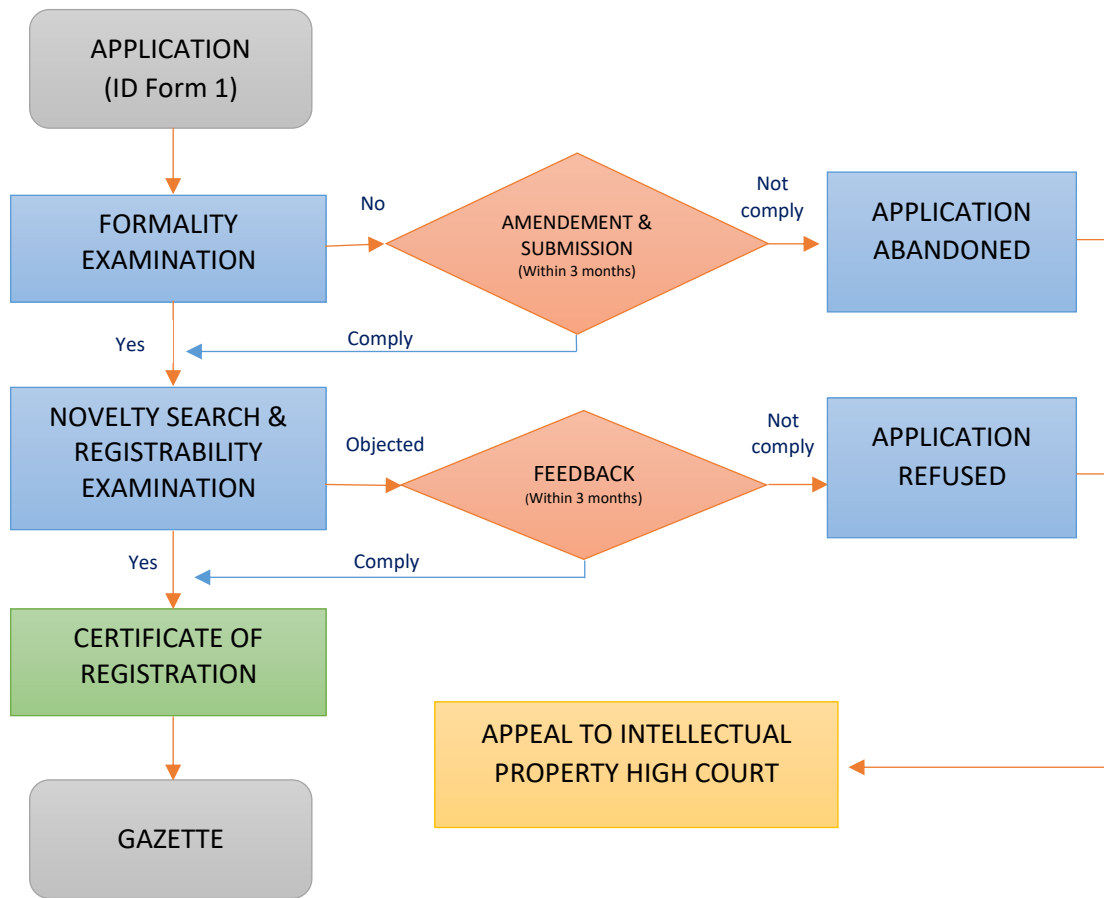 APPLICATION
(ID Form 1)
FORMALITY
EXAMINATION
No
AMENDEMENT &
SUBMISSION
(Within 3 months)
Not
comply
APPLICATION
ABANDONED
Yes
Comply
NOVELTY SEARCH &
REGISTRABILITY
EXAMINATION
Objected
FEEDBACK
(Within 3 months)
Not
comply
APPLICATION
REFUSED
Yes
Comply
CERTIFICATE OF
REGISTRATION
APPEAL TO INTELLECTUAL
PROPERTY HIGH COURT
GAZETTE